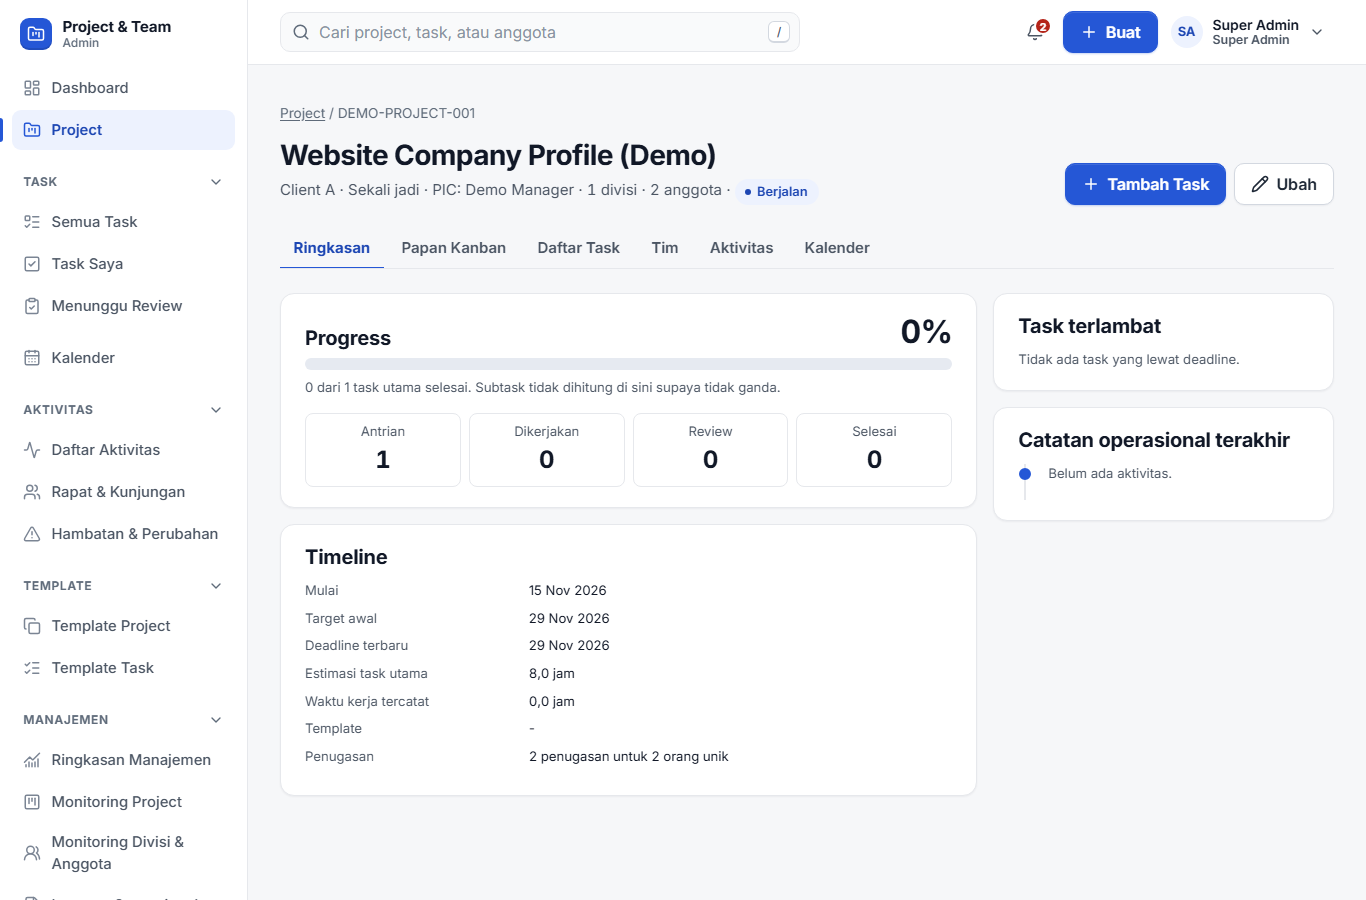 Project & Team
Admin
Dashboard
Project
TASK
Semua Task
Task Saya
Menunggu Review
Kalender
AKTIVITAS
Daftar Aktivitas
Rapat & Kunjungan
Hambatan & Perubahan
TEMPLATE
Template Project
Template Task
MANAJEMEN
Ringkasan Manajemen
Monitoring Project
Monitoring Divisi &
Anggota
Cari project, task, atau anggota
/
2
Buat
SA
Super Admin
Super Admin
Project / DEMO-PROJECT-001
Website Company Profile (Demo)
Client A · Sekali jadi · PIC: Demo Manager · 1 divisi · 2 anggota · Berjalan
Tambah Task
Ubah
Ringkasan
Papan Kanban
Daftar Task
Tim
Aktivitas
Kalender
Progress
0%
0 dari 1 task utama selesai. Subtask tidak dihitung di sini supaya tidak ganda.
Antrian
1
Dikerjakan
0
Review
0
Selesai
0
Timeline
Mulai 15 Nov 2026
Target awal 29 Nov 2026
Deadline terbaru 29 Nov 2026
Estimasi task utama 8,0 jam
Waktu kerja tercatat 0,0 jam
Template -
Penugasan 2 penugasan untuk 2 orang unik
Task terlambat
Tidak ada task yang lewat deadline.
Catatan operasional terakhir
Belum ada aktivitas.